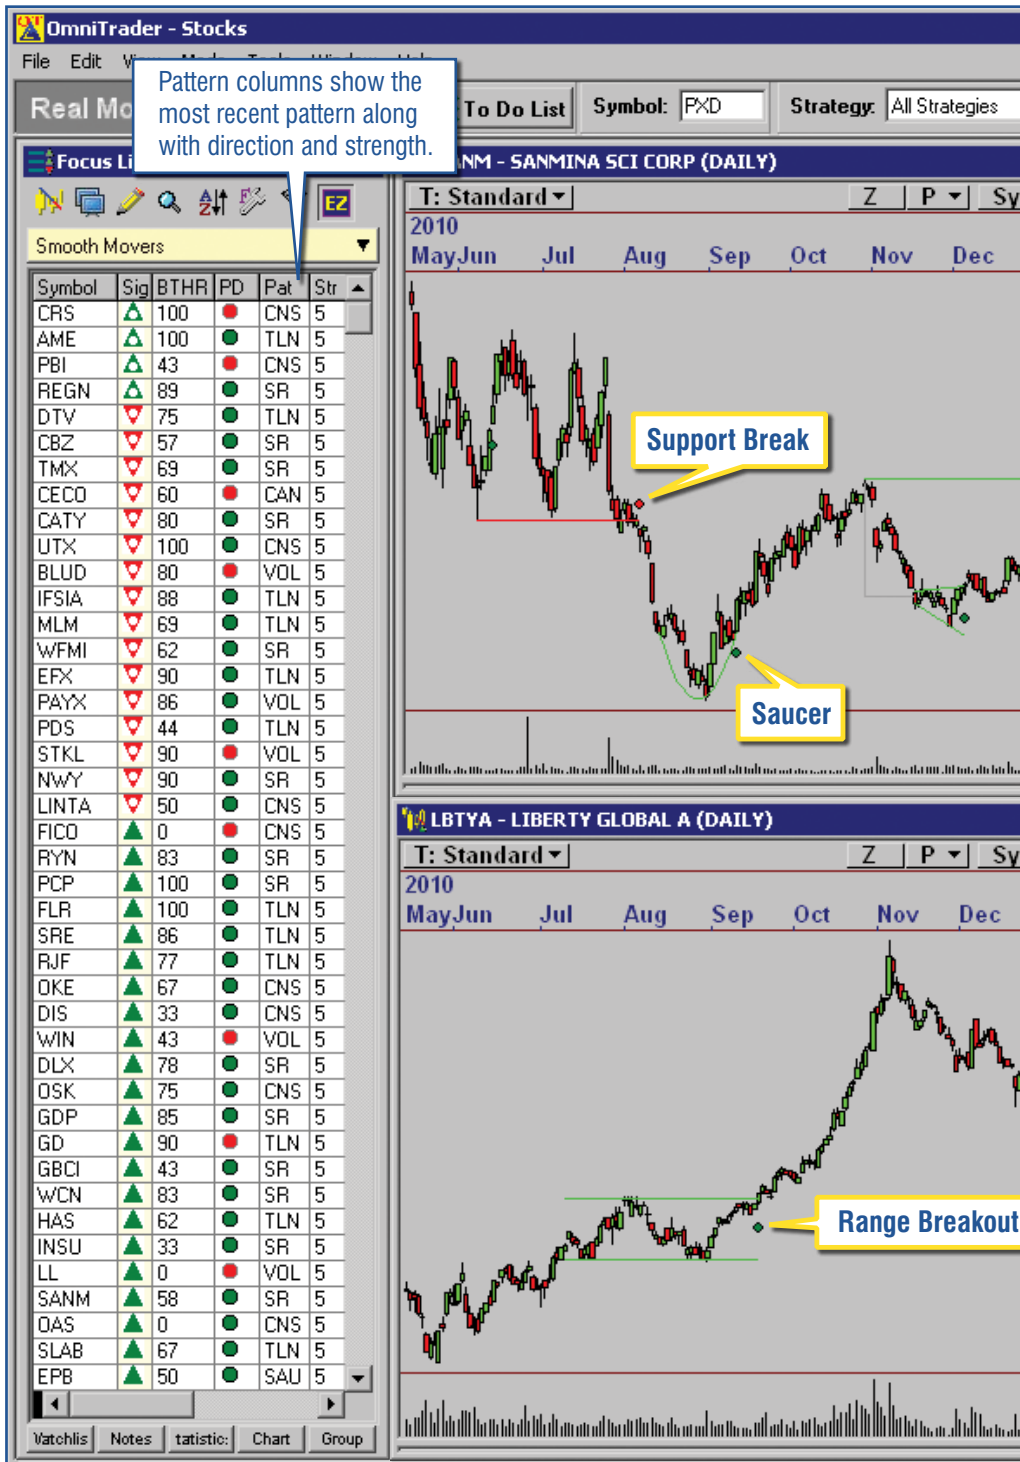 OmniTrader - Stocks
File Edit
Pattern columns show the
most recent pattern along
with direction and strength.
Real To Do List Symbol: PXD Strategy: All Strategies
Focus
SANMINA SCI CORP (DAILY)
EZ
T: Standard Z P
Smooth Movers
2010
May Jun Jul Aug Sep Oct Nov Dec
Symbol Sig BTHR PD Pat Str
CRS 100 CNS 5
AME 100 TLN 5
PBI 43 CNS 5
REGN 89 SR 5
DTV 75 TLN 5
CBZ 57 SR 5
TMX 69 SR 5
CECO 60 CAN 5
CATY 80 SR 5
UTX 100 CNS 5
BLUD 80 VOL 5
IFSIA 88 TLN 5
MLM 69 TLN 5
WFMI 62 SR 5
EFX 90 TLN 5
PAYX 86 VOL 5
PDS 44 TLN 5
STKL 90 VOL 5
NWY 90 SR 5
LINTA 50 CNS 5
FICO 0 CNS 5
RYN 83 SR 5
PCP 100 SR 5
FLR 100 TLN 5
SRE 86 TLN 5
RJF 77 TLN 5
OKE 67 CNS 5
DIS 33 CNS 5
WIN 43 VOL 5
DLX 78 SR 5
OSK 75 CNS 5
GDP 85 SR 5
GD 90 TLN 5
GBCI 43 SR 5
WCN 83 SR 5
HAS 62 TLN 5
INSU 33 SR 5
LL 0 VOL 5
SANM 58 SR 5
OAS 0 CNS 5
SLAB 67 TLN 5
EPB 50 SAU 5
Notes Chart Group
Support Break
Saucer
LBTYA - LIBERTY GLOBAL A (DAILY)
T: Standard Z P
2010
May Jun Jul Aug Sep Oct Nov Dec
Range Breakout